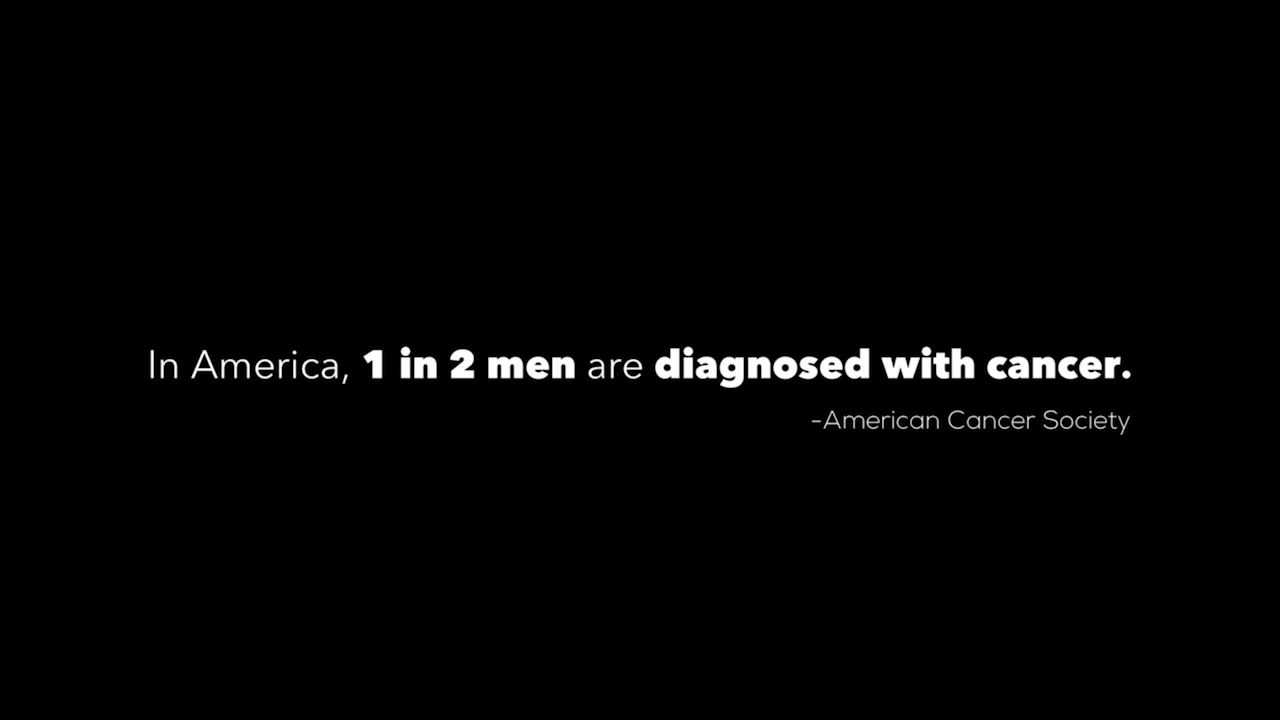 In America, 1 in 2 men are diagnosed with cancer.
-American Cancer Society